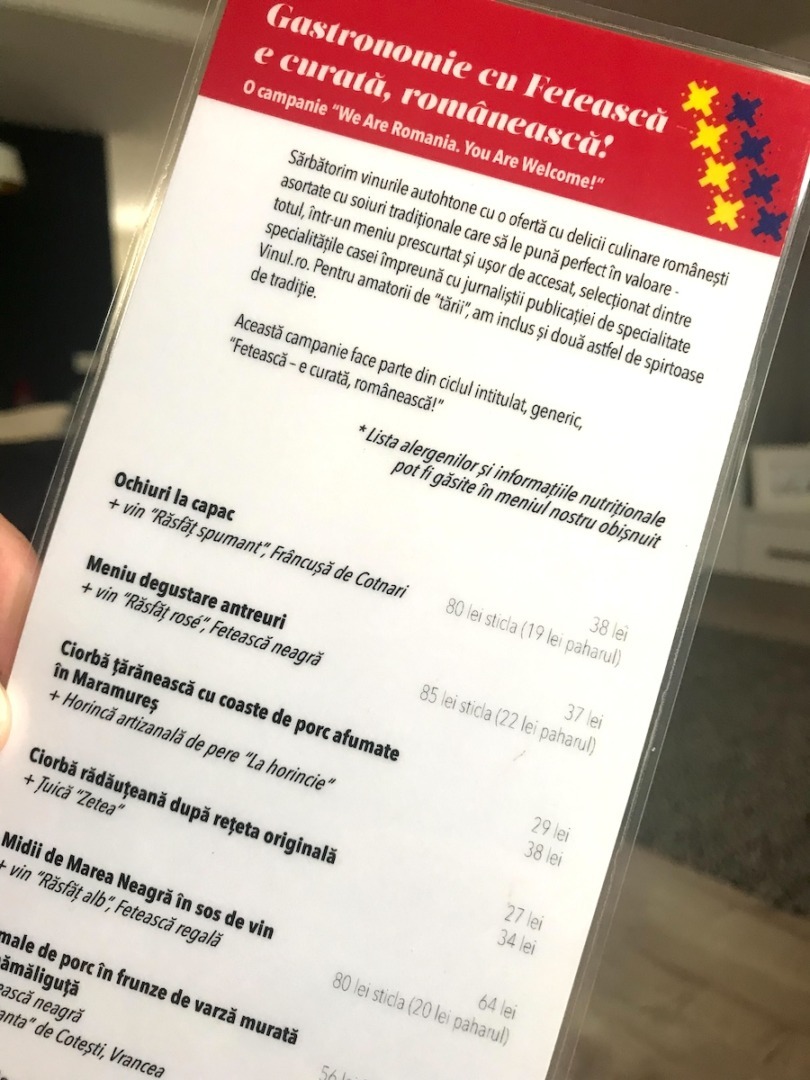 Gastronomie cu Fetească
e curată, românească!
O campanie "We Are Romania. You Are Welcome!"
Sărbătorim vinurile autohtone cu o ofertă cu delicii culinare românești
asortate cu soiuri tradiționale care să le pună perfect în valoare -
totul, într-un meniu prescurtat și ușor de accesat, selecționat dintre
specialitățile casei împreună cu jurnaliștii publicației de specialitate
Vinul.ro. Pentru amatorii de "tării", am inclus și două astfel de spirtoase
de tradiție.
Această campanie face parte din ciclul intitulat, generic,
"Fetească – e curată, românească!"
* Lista alergenilor și informațiile nutriționale
pot fi găsite în meniul nostru obișnuit
Ochiuri la capac 38 lei
+ vin "Răsfăț spumant", Frâncușă de Cotnari 80 lei sticla (19 lei paharul)
Meniu degustare antreuri 37 lei
+ vin "Răsfăț rosé", Fetească neagră 85 lei sticla (22 lei paharul)
Ciorbă țărănească cu coaste de porc afumate
în Maramureș 29 lei
+ Horincă artizanală de pere "La horincie" 38 lei
Ciorbă rădăuțeană după rețeta originală 27 lei
+ Țuică "Zetea" 34 lei
Midii de Marea Neagră în sos de vin 64 lei
+ vin "Răsfăț alb", Fetească regală 80 lei sticla (20 lei paharul)
male de porc în frunze de varză murată
ămăliguță 56
ească neagră
anta" de Cotești, Vrancea